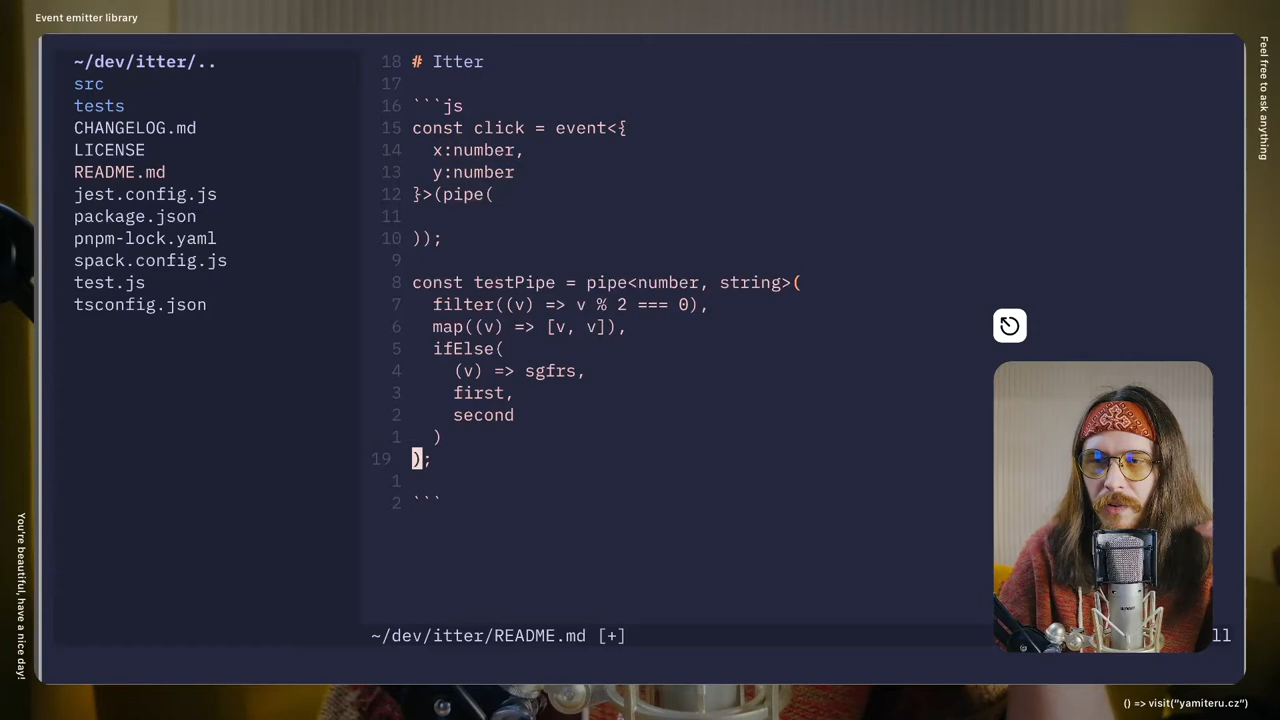 Event emitter library
Feel free to ask anything
~/dev/itter/..
src
tests
CHANGELOG.md
LICENSE
README.md
jest.config.js
package.json
pnpm-lock.yaml
spack.config.js
test.js
tsconfig.json
18 # Itter
17
16 ```js
15 const click = event<{
14   x:number,
13   y:number
12 }>(pipe(
11
10 ));
9
8 const testPipe = pipe<number, string>(
7   filter((v) => v % 2 === 0),
6   map((v) => [v, v]),
5   ifElse(
4     (v) => sgfrs,
3     first,
2     second
1   )
19 );
1
2 ```
~/dev/itter/README.md [+]
ll
You're beautiful, have a nice day!
() => visit("yamiteru.cz")